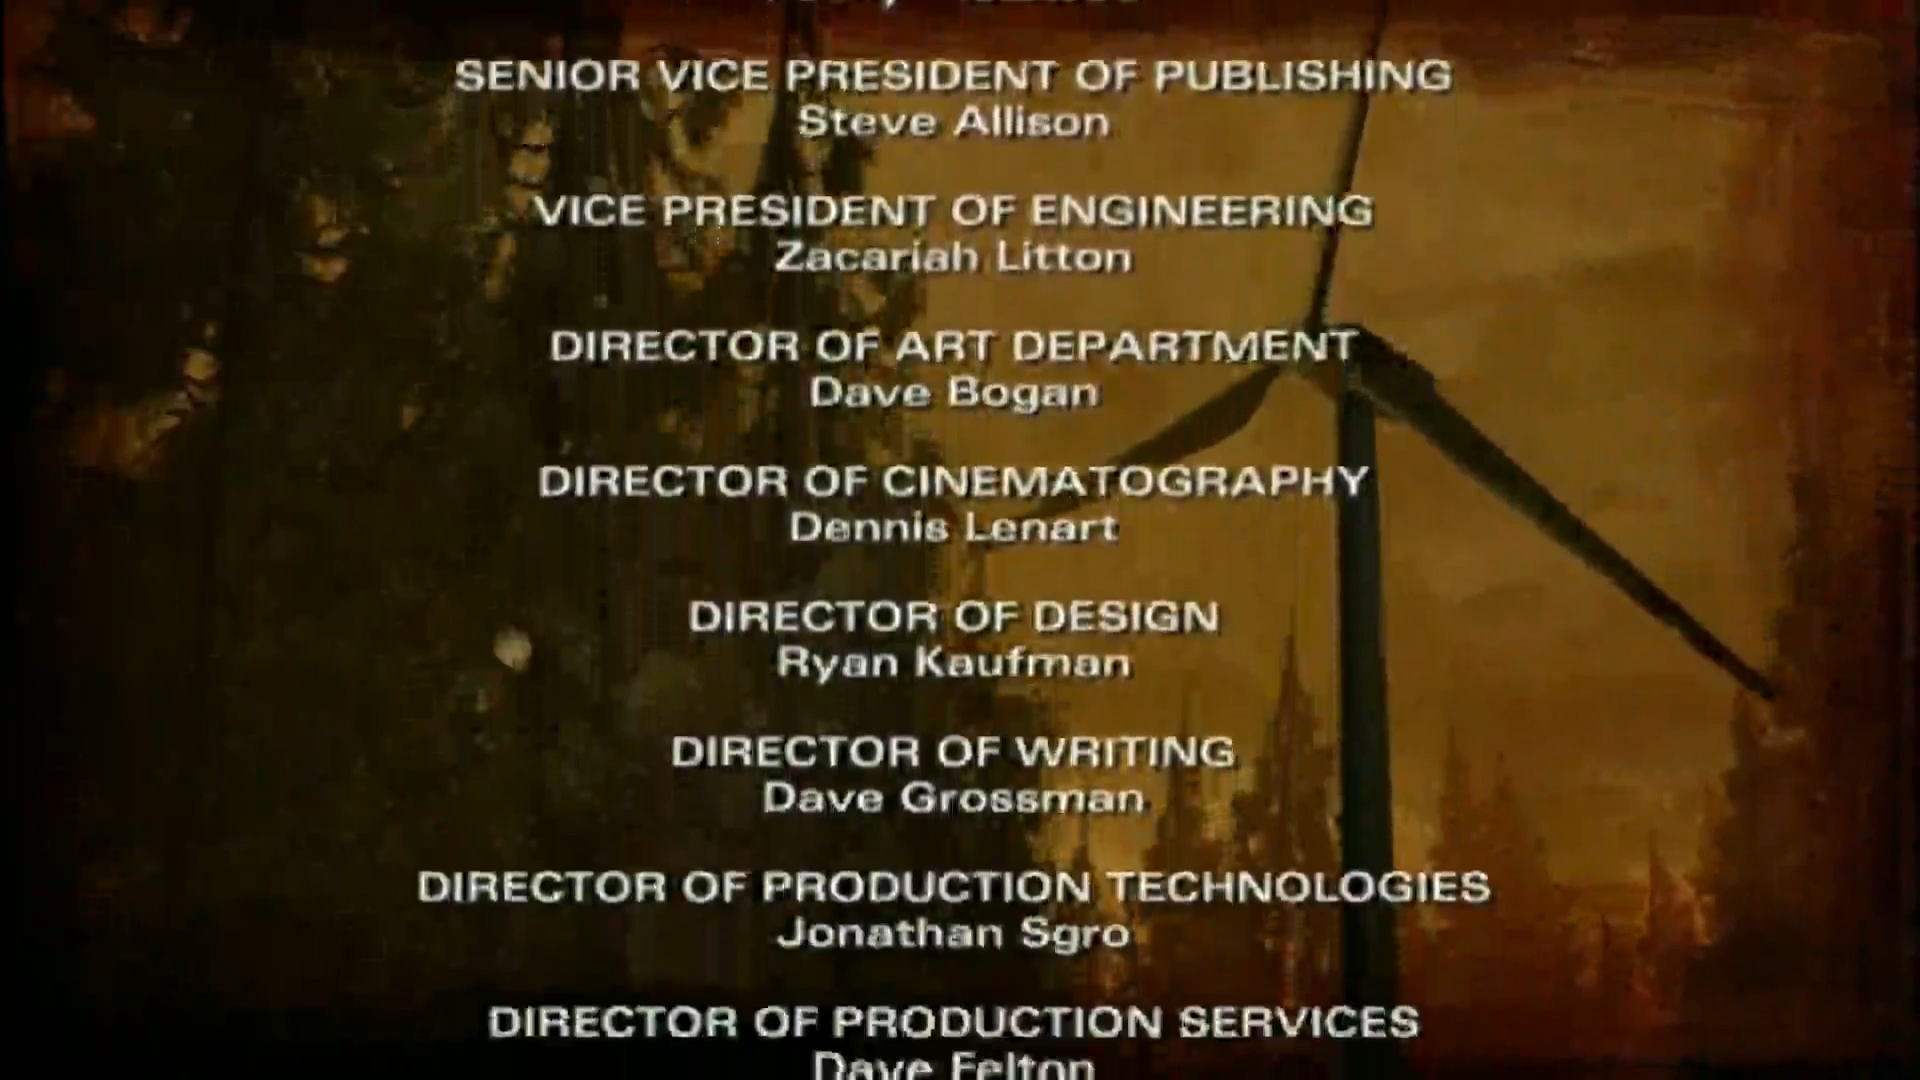 SENIOR VICE PRESIDENT OF PUBLISHING
Steve Allison
VICE PRESIDENT OF ENGINEERING
Zacariah Litton
DIRECTOR OF ART DEPARTMENT
Dave Bogan
DIRECTOR OF CINEMATOGRAPHY
Dennis Lenart
DIRECTOR OF DESIGN
Ryan Kaufman
DIRECTOR OF WRITING
Dave Grossman
DIRECTOR OF PRODUCTION TECHNOLOGIES
Jonathan Sgro
DIRECTOR OF PRODUCTION SERVICES
Dave Felton